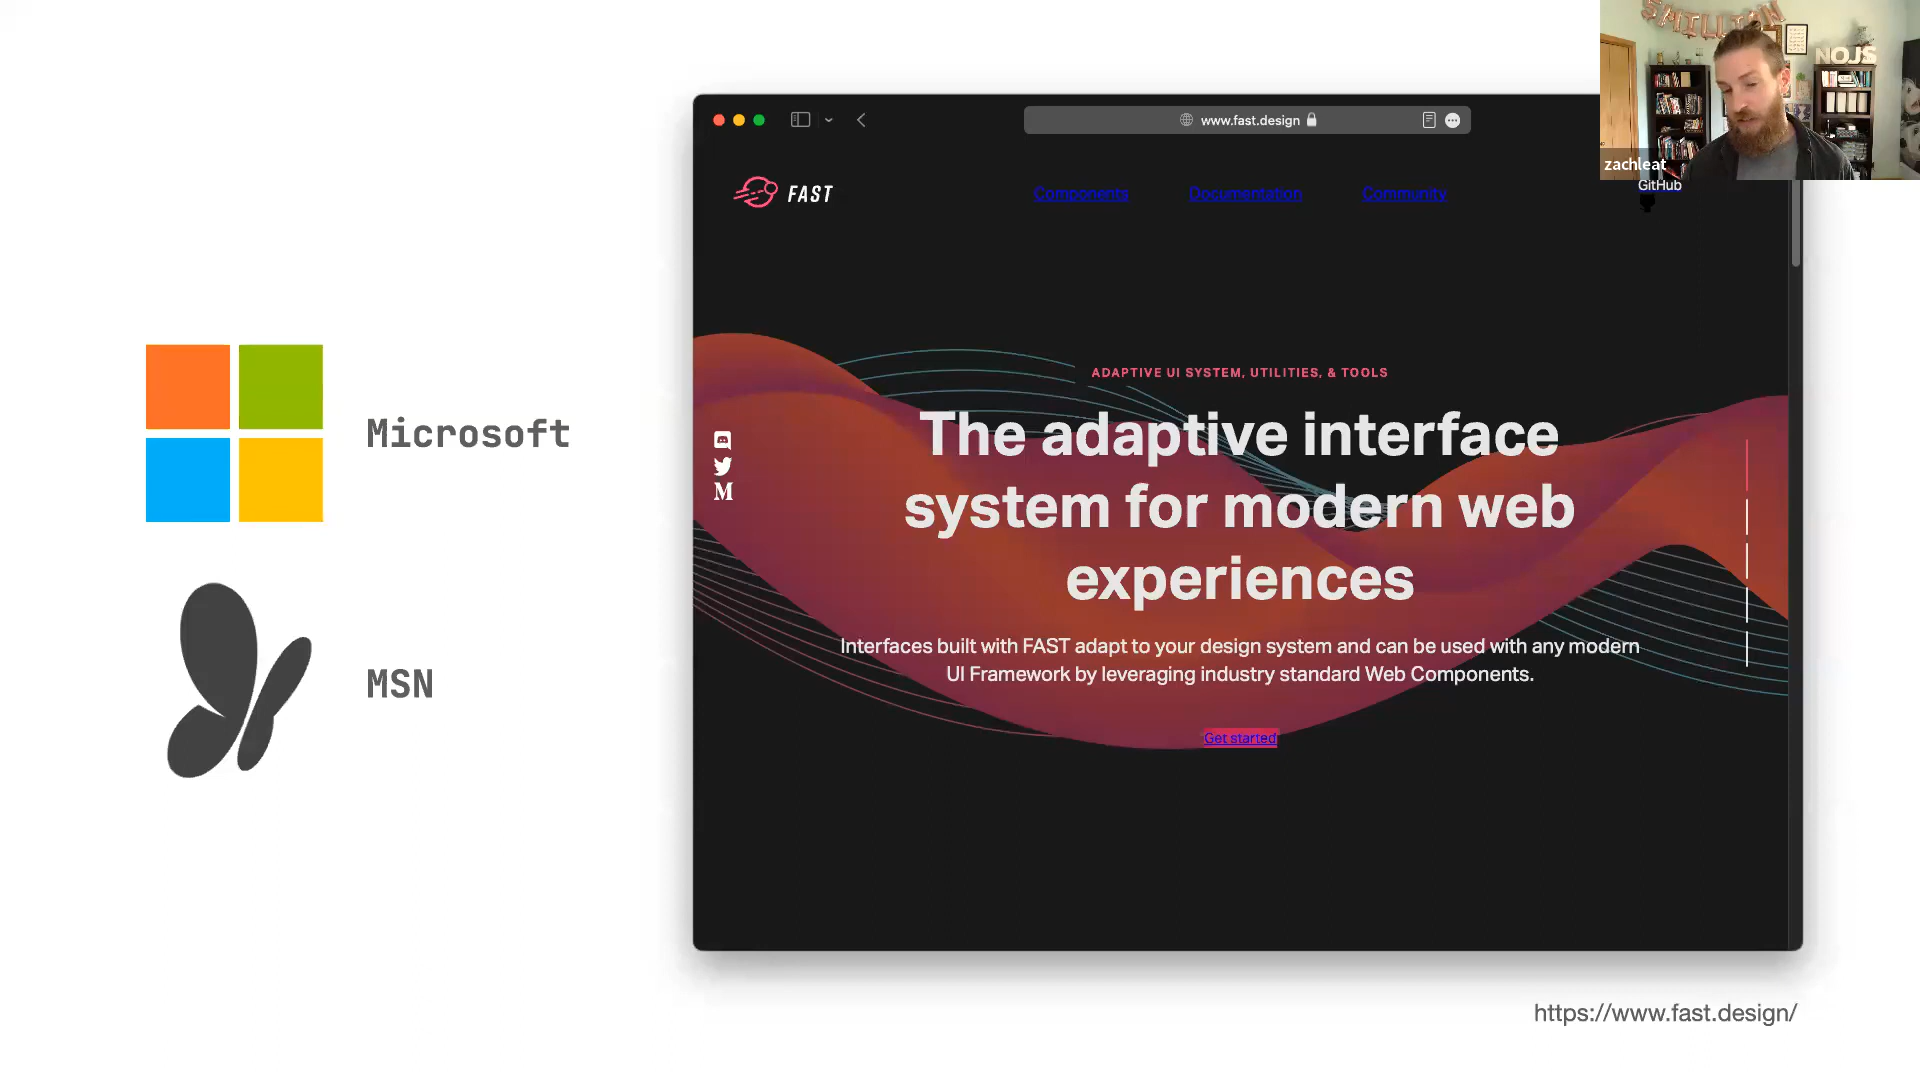 SMILLION
NOJS
zachleat
www.fast.design
FAST
Components
Documentation
Community
GitHub
ADAPTIVE UI SYSTEM, UTILITIES, & TOOLS
The adaptive interface
system for modern web
experiences
Interfaces built with FAST adapt to your design system and can be used with any modern
UI Framework by leveraging industry standard Web Components.
Get started
M
Microsoft
MSN
https://www.fast.design/